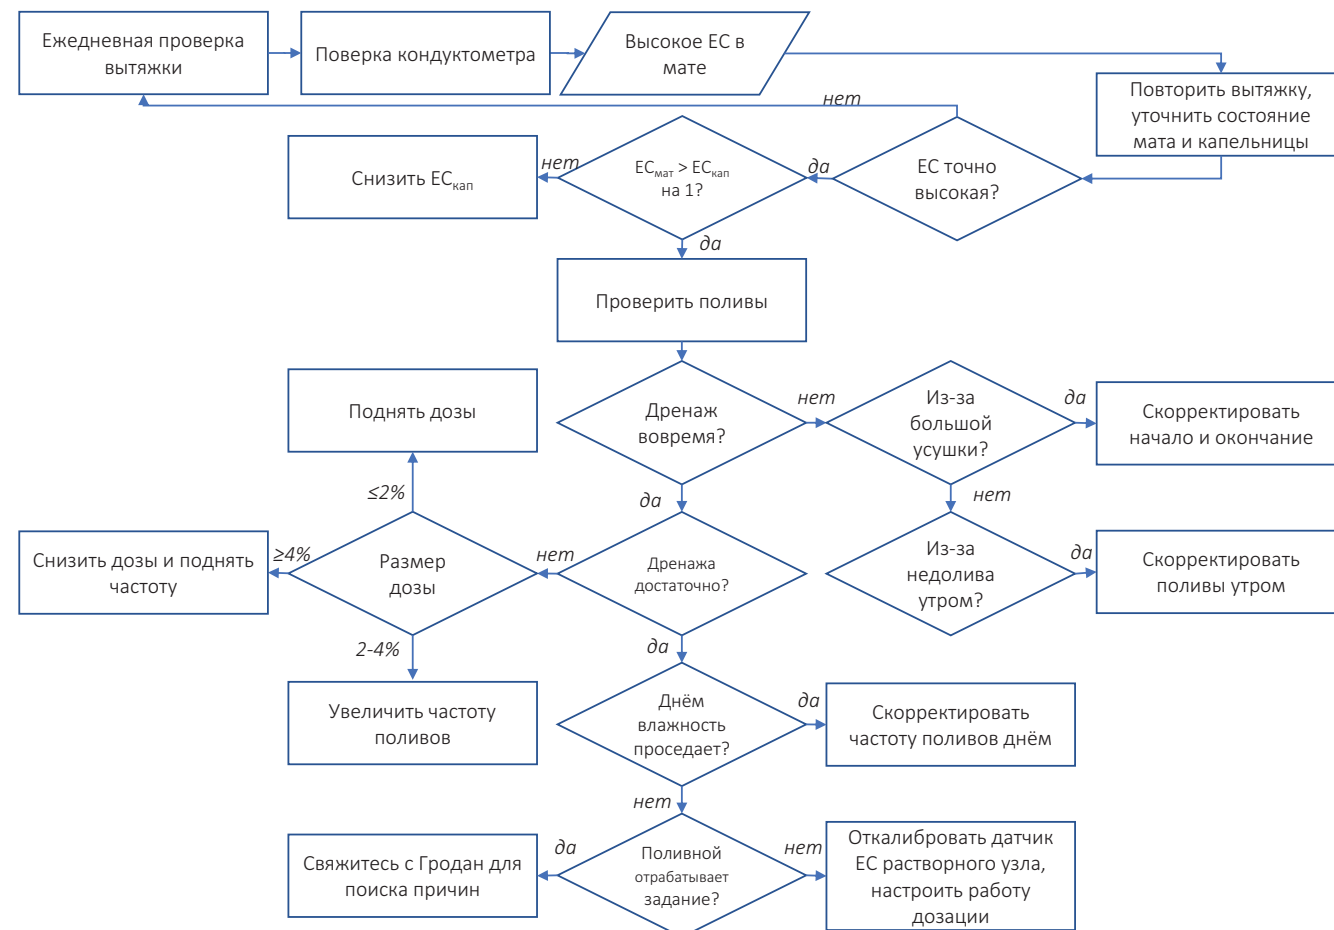 Ежедневная проверка
вытяжки
Поверка кондуктометра
Высокое ЕС в
мате
Повторить вытяжку,
уточнить состояние
мата и капельницы
нет
ЕС точно
высокая?
да
ECмат > ECкап
на 1?
нет
Снизить ECкап
да
Проверить поливы
Дренаж
вовремя?
нет
Из-за
большой
усушки?
да
Скорректировать
начало и окончание
Поднять дозы
≤2%
да
нет
Снизить дозы и поднять
частоту
≥4%
Размер
дозы
нет
Дренажа
достаточно?
Из-за
недолива
утром?
да
Скорректировать
поливы утром
2-4%
да
Увеличить частоту
поливов
Днём
влажность
проседает?
да
Скорректировать
частоту поливов днём
нет
Свяжитесь с Гродан для
поиска причин
да
Поливной
отрабатывает
задание?
нет
Откалибровать датчик
ЕС растворного узла,
настроить работу
дозации